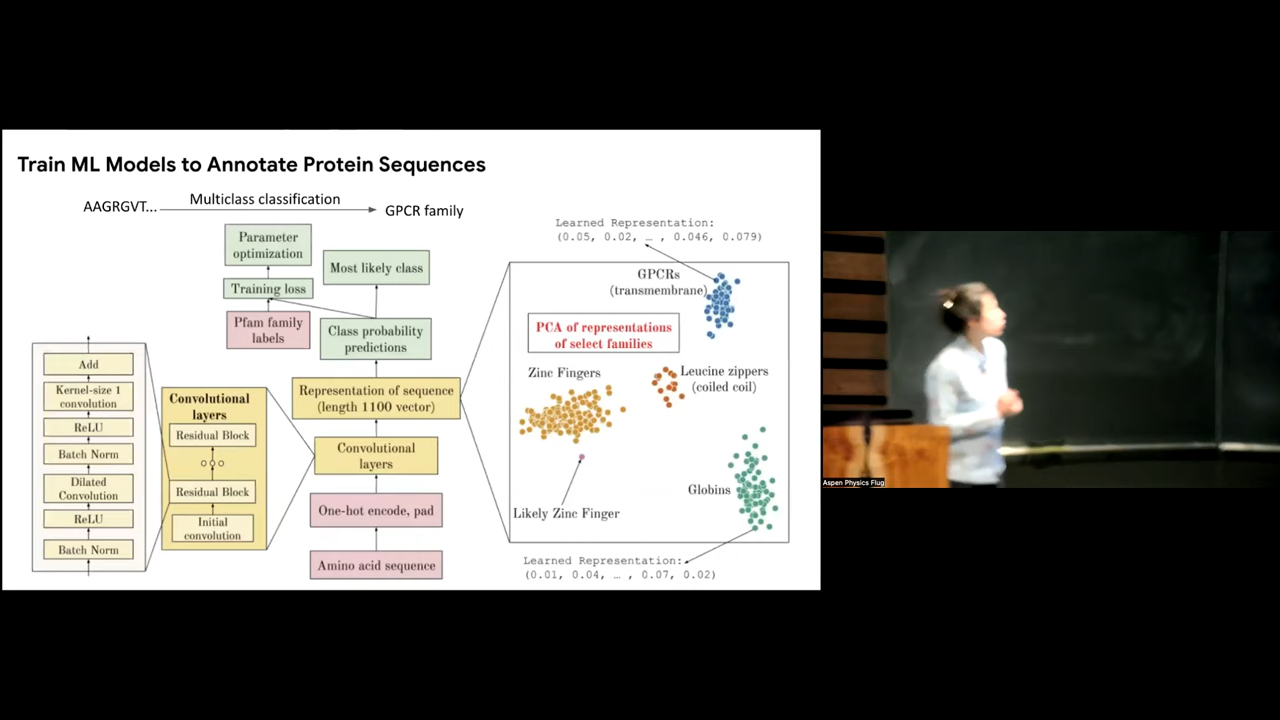 Train ML Models to Annotate Protein Sequences
AAGRGVT...
Multiclass classification
GPCR family
Parameter
optimization
Most likely class
Training loss
Pfam family
labels
Class probability
predictions
Representation of sequence
(length 1100 vector)
Convolutional
layers
One-hot encode, pad
Amino acid sequence
Convolutional
layers
Residual Block
Residual Block
Initial
convolution
Add
Kernel-size 1
convolution
ReLU
Batch Norm
Dilated
Convolution
ReLU
Batch Norm
Learned Representation:
(0.05, 0.02, … , 0.046, 0.079)
GPCRs
(transmembrane)
PCA of representations
of select families
Zinc Fingers
Leucine zippers
(coiled coil)
Globins
Likely Zinc Finger
Learned Representation:
(0.01, 0.04, … , 0.07, 0.02)
Aspen Physics Flug